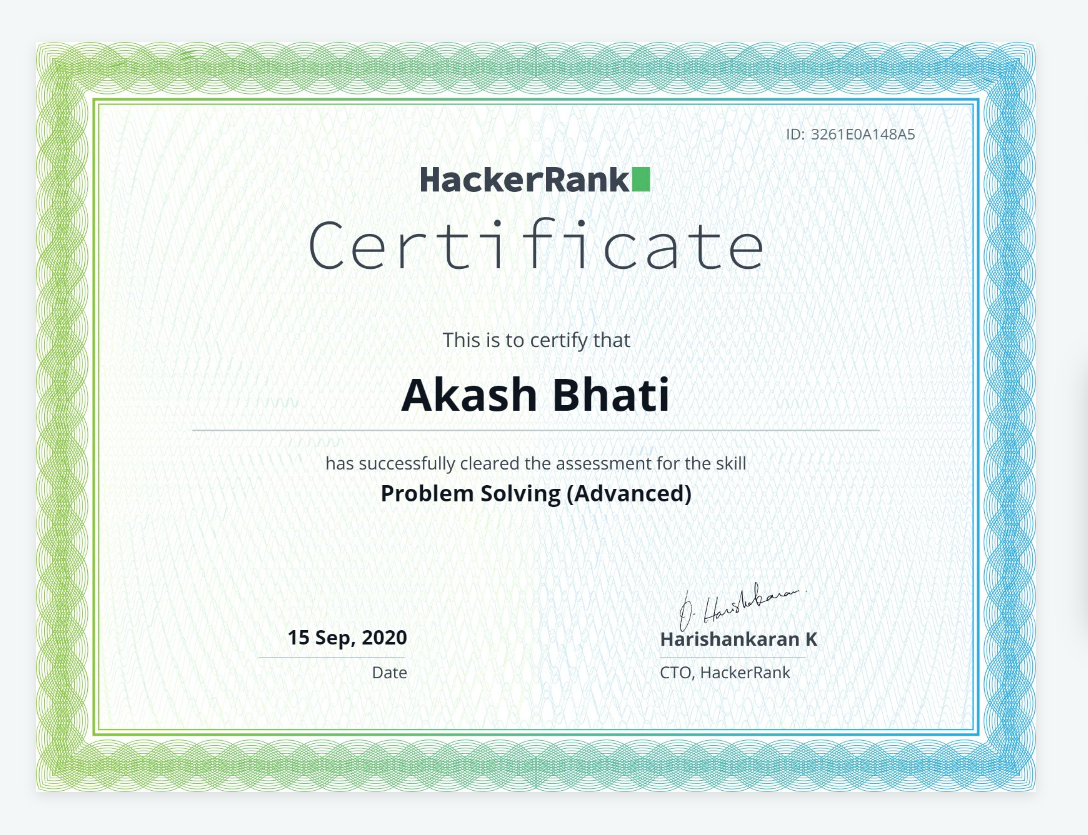 ID: 3261E0A148A5
HackerRank
Certificate
This is to certify that
Akash Bhati
has successfully cleared the assessment for the skill
Problem Solving (Advanced)
15 Sep, 2020
Date
Harishankaran K
CTO, HackerRank